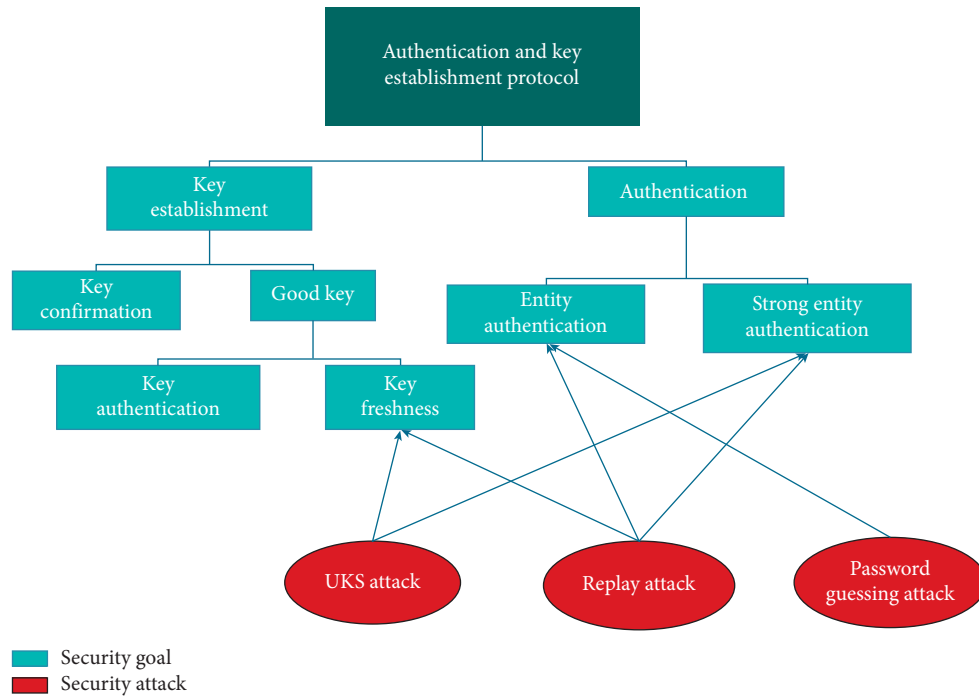 Authentication and key
establishment protocol
Key
establishment
Authentication
Key
confirmation
Good key
Entity
authentication
Strong entity
authentication
Key
authentication
Key
freshness
UKS attack
Replay attack
Password
guessing attack
Security goal
Security attack